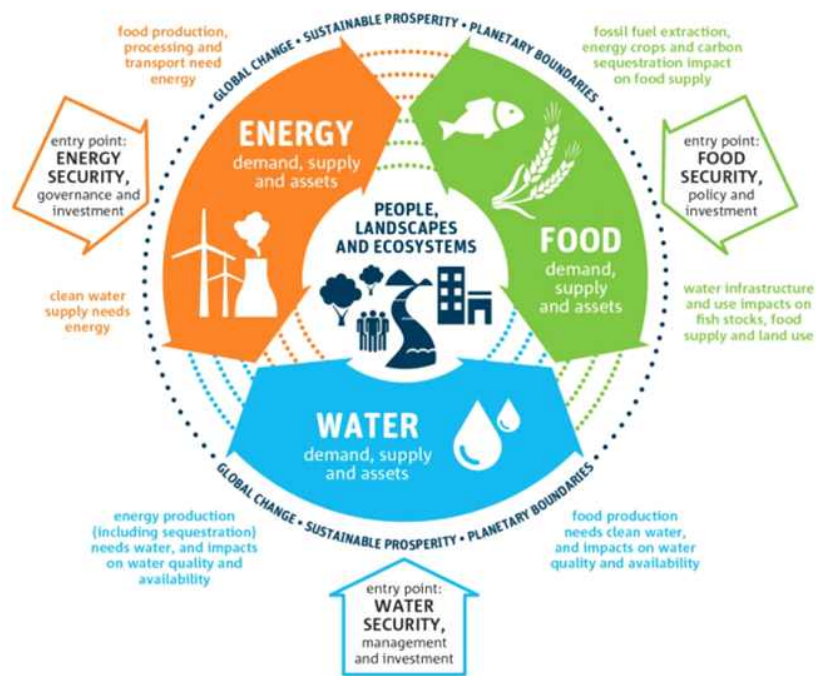 food production,
processing and
transport need
energy
GLOBAL CHANGE • SUSTAINABLE PROSPERITY • PLANETARY BOUNDARIES
fossil fuel extraction,
energy crops and carbon
sequestration impact
on food supply
entry point:
ENERGY
SECURITY,
governance and
investment
ENERGY
demand, supply
and assets
entry point:
FOOD
SECURITY,
policy and
investment
PEOPLE,
LANDSCAPES
AND ECOSYSTEMS
FOOD
demand,
supply
and assets
clean water
supply needs
energy
water infrastructure
and use impacts on
fish stocks, food
supply and land use
WATER
demand, supply
and assets
GLOBAL CHANGE • SUSTAINABLE PROSPERITY • PLANETARY BOUNDARIES
energy production
(including sequestration)
needs water, and impacts
on water quality and
availability
food production
needs clean water,
and impacts on water
quality and availability
entry point:
WATER
SECURITY,
management
and investment